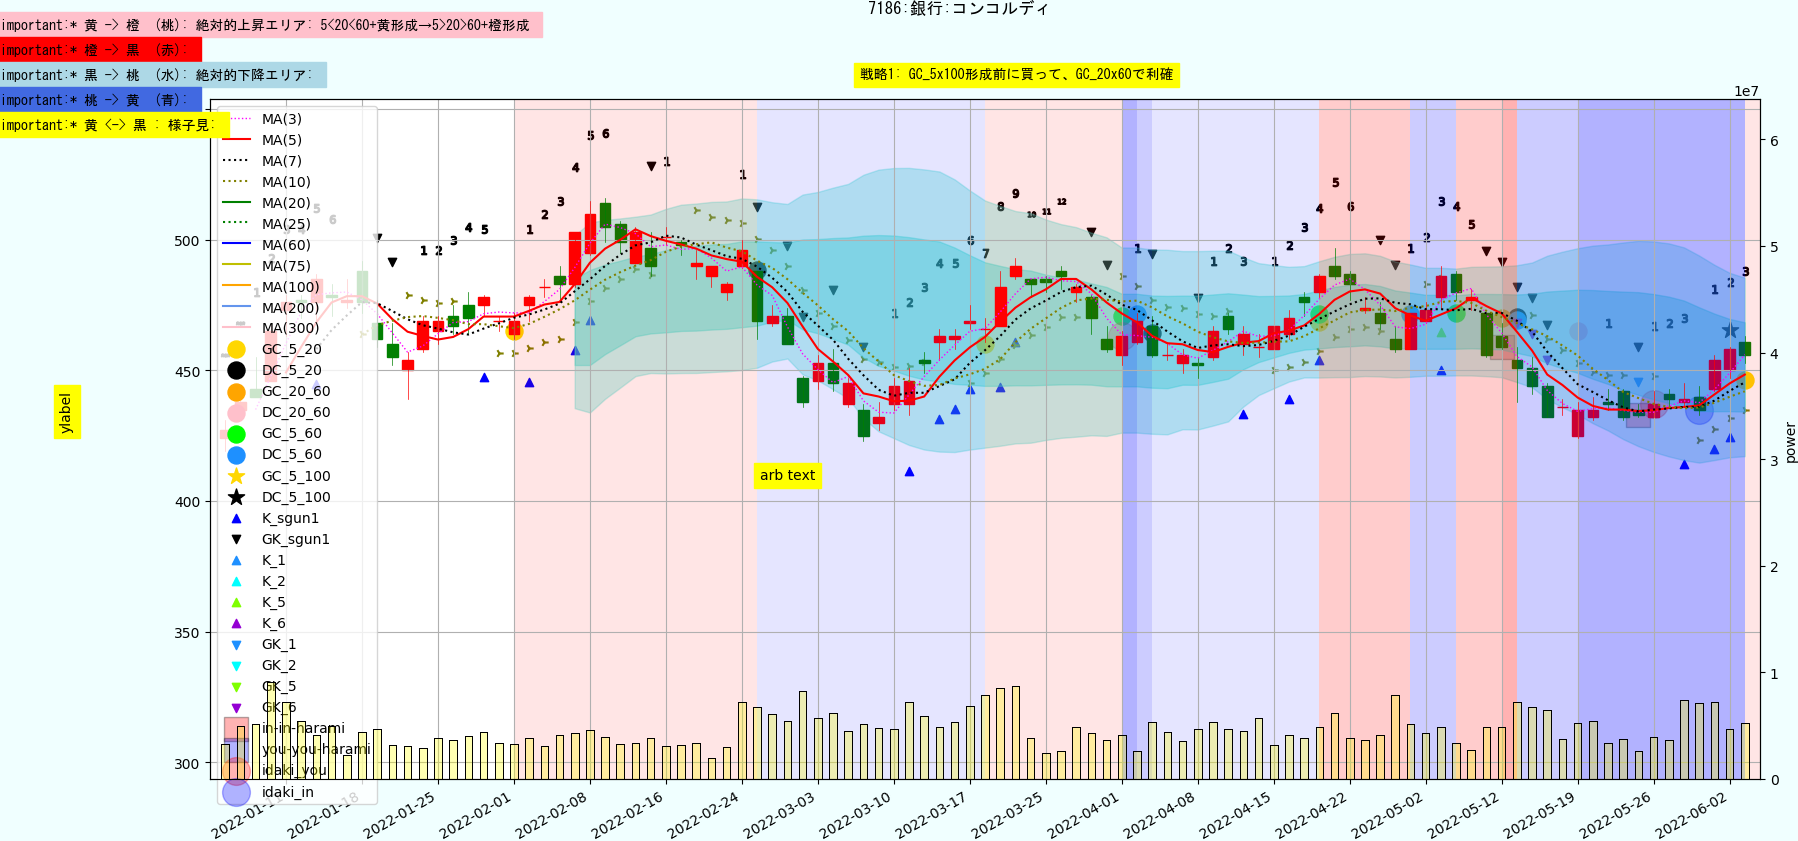 7186:銀行:コンコルディ
important:* 黄 -> 橙 （桃）: 絶対的上昇エリア: 5<20<60+黄形成→5>20>60+橙形成
important:* 橙 -> 黒 （赤）:
important:* 黒 -> 桃 （水）: 絶対的下降エリア:
戦略1: GC_5x100形成前に買って、GC_20x60で利確
important:* 桃 -> 黄 （青）:
important:* 黄 <-> 黒 : 様子見:
1e7
MA(3)
MA(5)
MA(7)
MA(10)
MA(20)
MA(25)
MA(60)
MA(75)
MA(100)
MA(200)
MA(300)
GC_5_20
DC_5_20
GC_20_60
DC_20_60
GC_5_60
DC_5_60
GC_5_100
DC_5_100
K_sgun1
GK_sgun1
K_1
K_2
K_5
K_6
GK_1
GK_2
GK_5
GK_6
in-in-harami
you-you-harami
idaki_you
idaki_in
500
450
400
350
300
ylabel
arb text
6
5
4
3
2
1
0
power
2022-01-11
2022-01-18
2022-01-25
2022-02-01
2022-02-08
2022-02-16
2022-02-24
2022-03-03
2022-03-10
2022-03-17
2022-03-25
2022-04-01
2022-04-08
2022-04-15
2022-04-22
2022-05-02
2022-05-12
2022-05-19
2022-05-26
2022-06-02